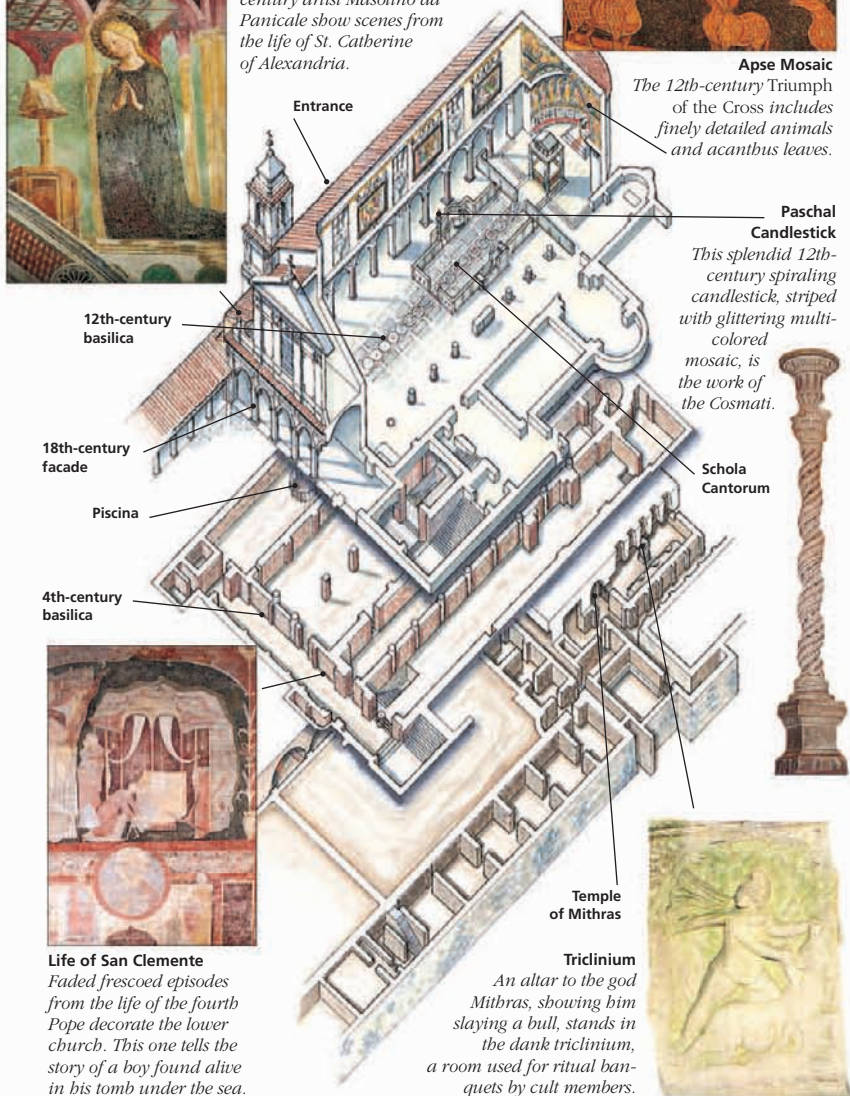 century artist Masolino da
Panicale show scenes from
the life of St. Catherine
of Alexandria.
Entrance
Apse Mosaic
The 12th-century Triumph
of the Cross includes
finely detailed animals
and acanthus leaves.
Paschal
Candlestick
This splendid 12th-
century spiraling
candlestick, striped
with glittering multi-
colored
mosaic, is
the work of
the Cosmati.
12th-century
basilica
18th-century
facade
Piscina
Schola
Cantorum
4th-century
basilica
Temple
of Mithras
Life of San Clemente
Faded frescoed episodes
from the life of the fourth
Pope decorate the lower
church. This one tells the
story of a boy found alive
in his tomb under the sea.
Triclinium
An altar to the god
Mithras, showing him
slaying a bull, stands in
the dank triclinium,
a room used for ritual ban-
quets by cult members.